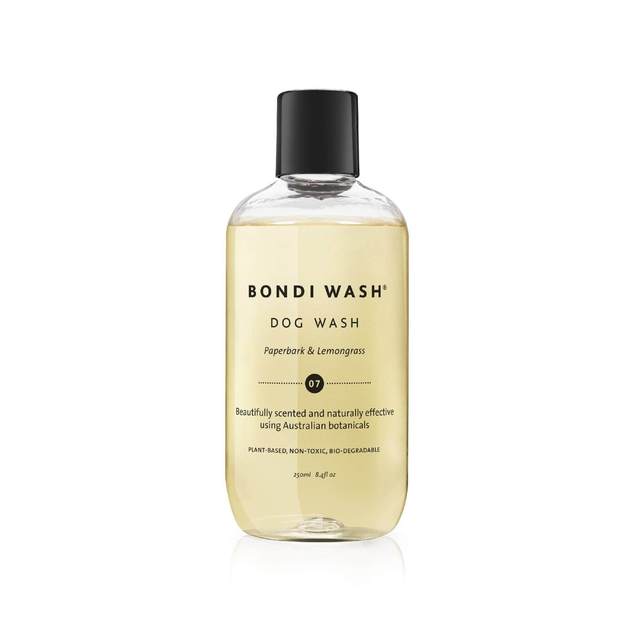 BONDI WASH®
DOG WASH
Paperbark & Lemongrass
07
Beautifully scented and naturally effective
using Australian botanicals
PLANT-BASED, NON-TOXIC, BIO-DEGRADABLE
250ml 8.4fl oz